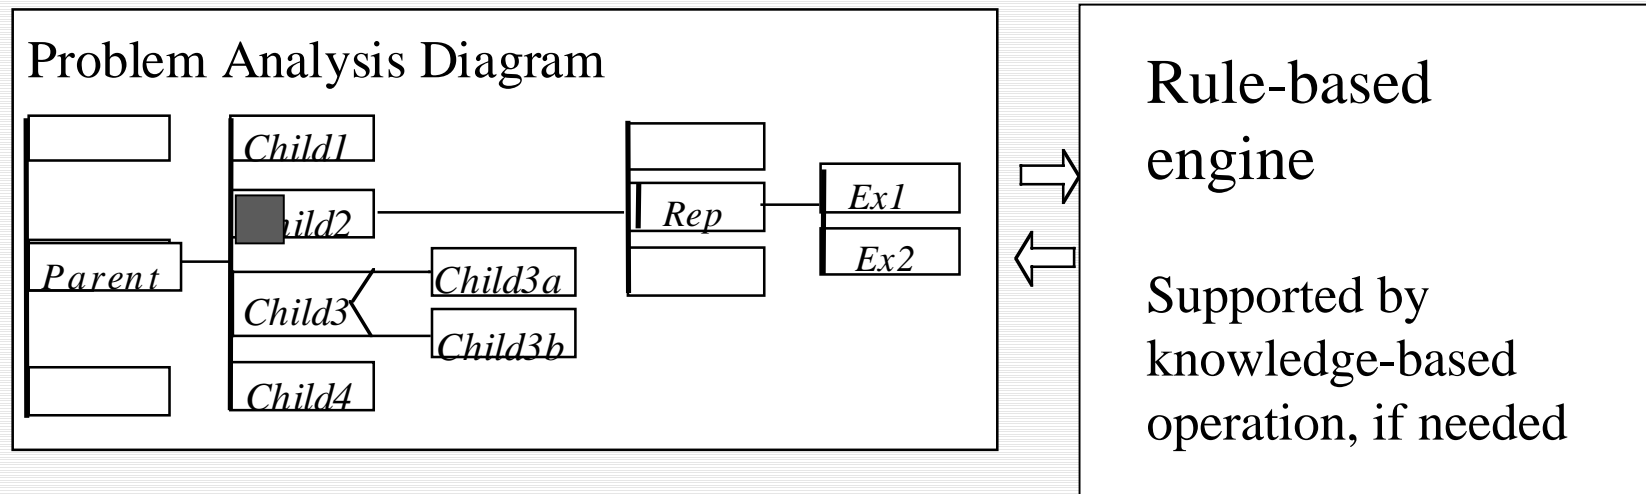 Problem Analysis Diagram
Child1
hild2
Parent
Child3
Child3a
Child3b
Child4
Rep
Ex1
Ex2
Rule-based
engine
Supported by
knowledge-based
operation, if needed